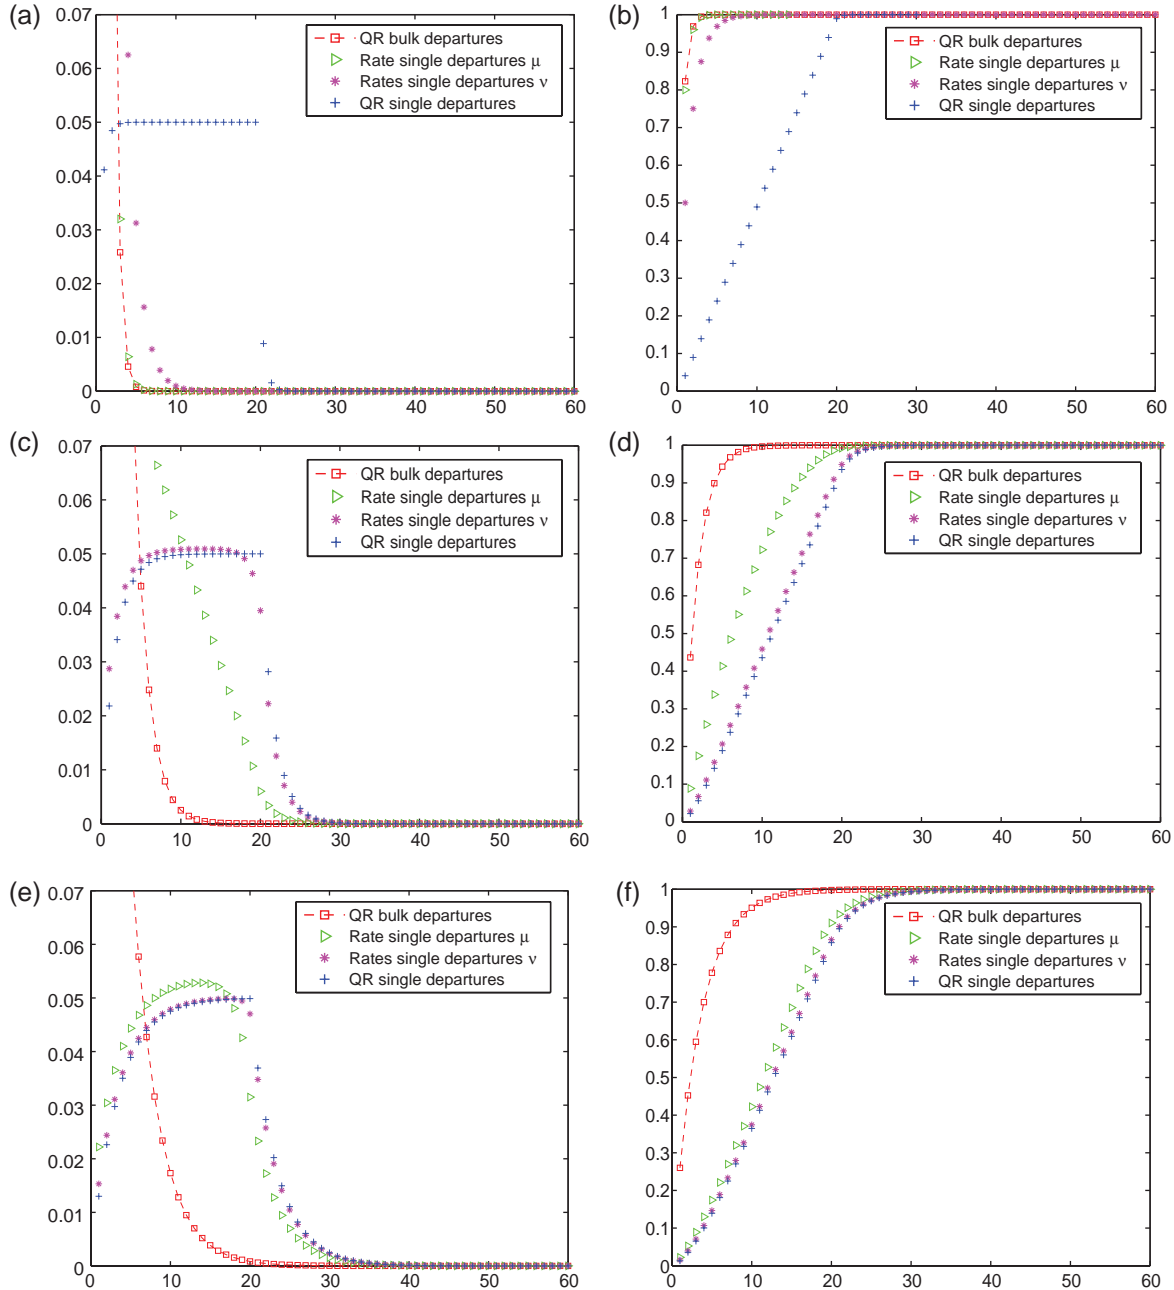 (a)
0.07
0.06
0.05
0.04
0.03
0.02
0.01
0
0 10 20 30 40 50 60
QR bulk departures
Rate single departures μ
Rates single departures ν
QR single departures
(b)
1
0.9
0.8
0.7
0.6
0.5
0.4
0.3
0.2
0.1
0
0 10 20 30 40 50 60
QR bulk departures
Rate single departures μ
Rates single departures ν
QR single departures
(c)
0.07
0.06
0.05
0.04
0.03
0.02
0.01
0
0 10 20 30 40 50 60
QR bulk departures
Rate single departures μ
Rates single departures ν
QR single departures
(d)
1
0.9
0.8
0.7
0.6
0.5
0.4
0.3
0.2
0.1
0
0 10 20 30 40 50 60
QR bulk departures
Rate single departures μ
Rates single departures ν
QR single departures
(e)
0.07
0.06
0.05
0.04
0.03
0.02
0.01
0
0 10 20 30 40 50 60
QR bulk departures
Rate single departures μ
Rates single departures ν
QR single departures
(f)
1
0.9
0.8
0.7
0.6
0.5
0.4
0.3
0.2
0.1
0
0 10 20 30 40 50 60
QR bulk departures
Rate single departures μ
Rates single departures ν
QR single departures